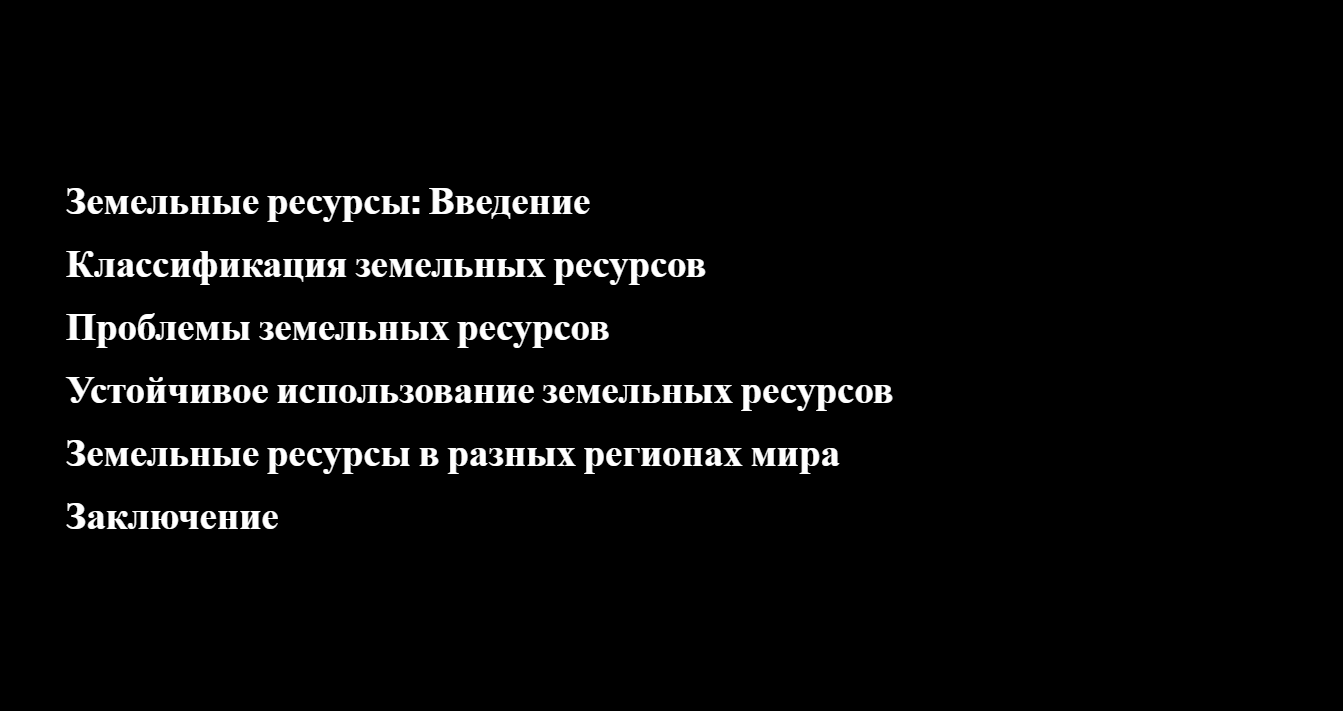 Земельные ресурсы: Введение
Классификация земельных ресурсов
Проблемы земельных ресурсов
Устойчивое использование земельных ресурсов
Земельные ресурсы в разных регионах мира
Заключение